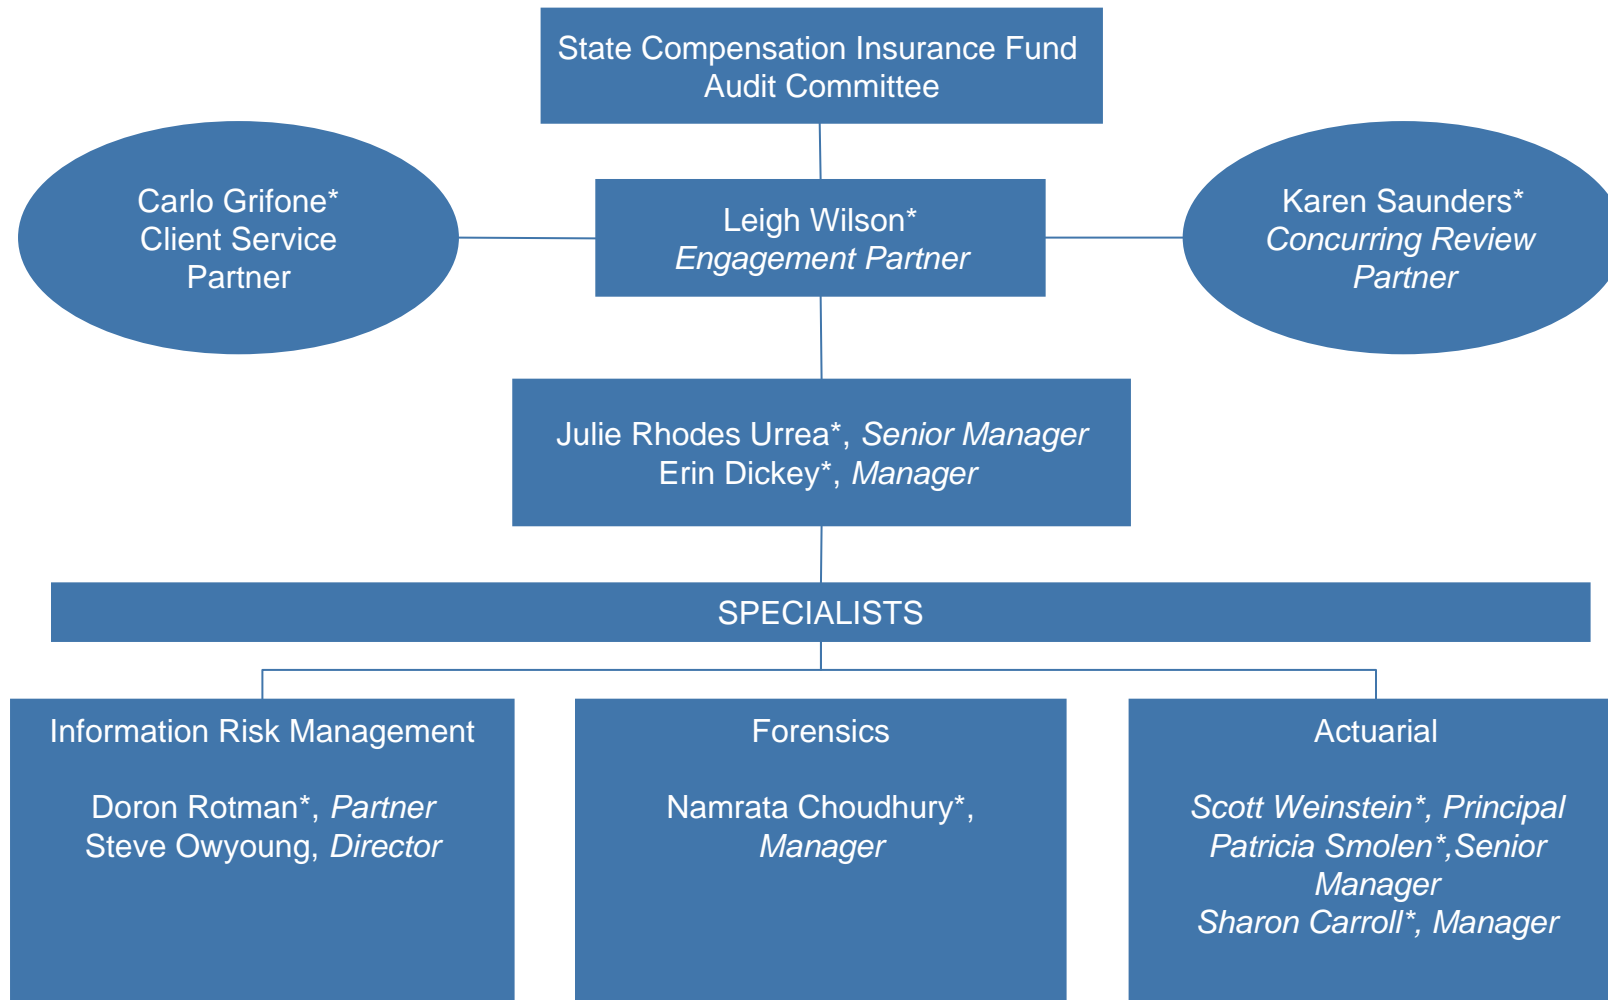 State Compensation Insurance Fund
Audit Committee
Carlo Grifone*
Client Service
Partner
Leigh Wilson*
Engagement Partner
Karen Saunders*
Concurring Review
Partner
Julie Rhodes Urrea*, Senior Manager
Erin Dickey*, Manager
SPECIALISTS
Information Risk Management
Doron Rotman*, Partner
Steve Owyoung, Director
Forensics
Namrata Choudhury*,
Manager
Actuarial
Scott Weinstein*, Principal
Patricia Smolen*,Senior
Manager
Sharon Carroll*, Manager